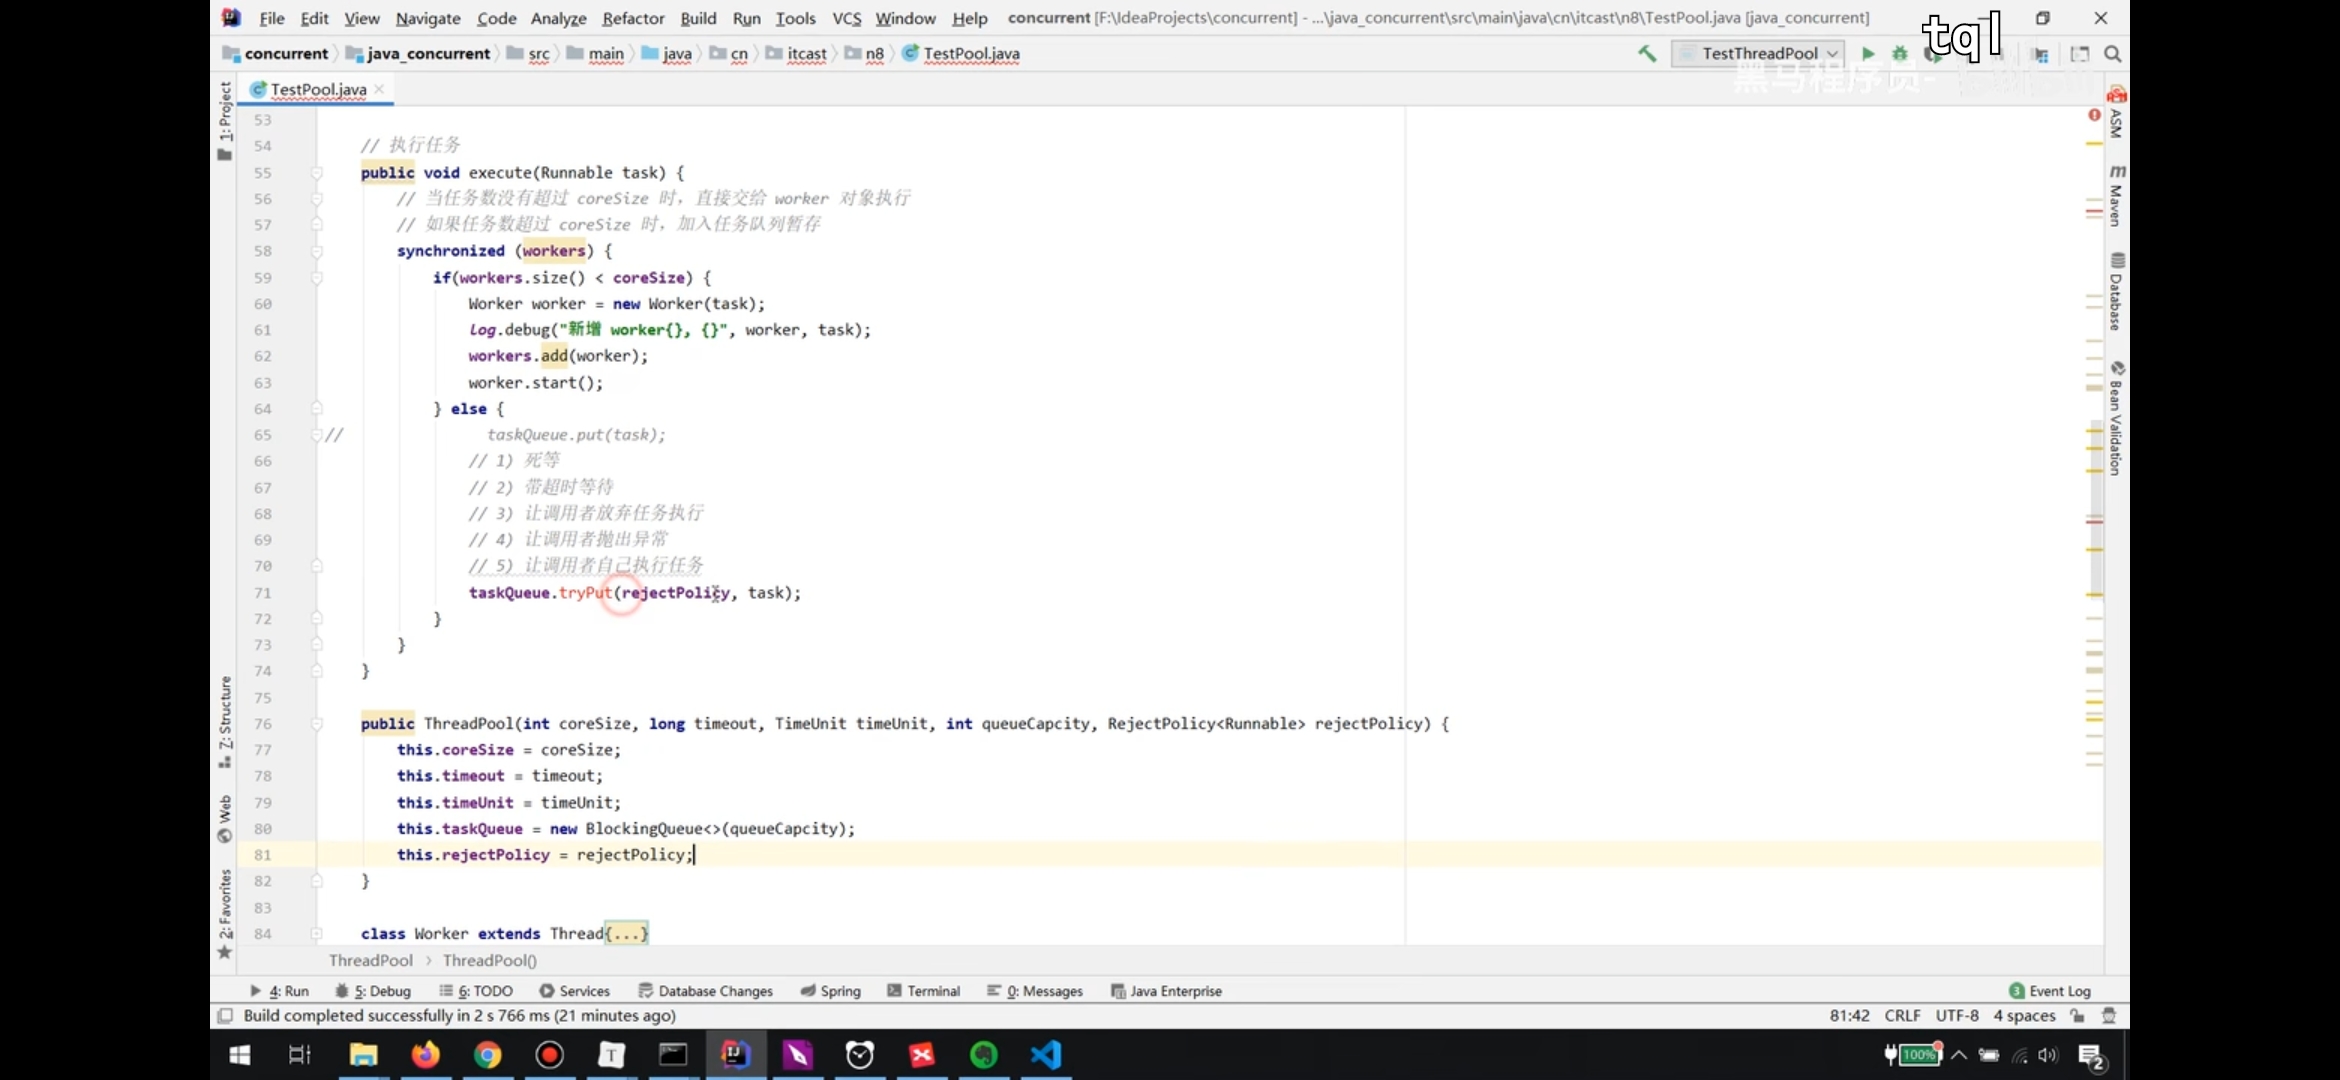 File Edit View Navigate Code Analyze Refactor Build Run Tools VCS Window Help concurrent [F:\IdeaProjects\concurrent] - ...\java_concurrent\src\main\java\cn\itcast\n8\TestPool.java [java_concurrent]
tql
concurrent java_concurrent src main java cn itcast n8 TestPool.java TestThreadPool
黑马程序员-
TestPool.java
1: Project
ASM
Maven
Database
Bean Validation
Z: Structure
Web
2: Favorites
53
54 // 执行任务
55 public void execute(Runnable task) {
56 // 当任务数没有超过 coreSize 时，直接交给 worker 对象执行
57 // 如果任务数超过 coreSize 时，加入任务队列暂存
58 synchronized (workers) {
59 if(workers.size() < coreSize) {
60 Worker worker = new Worker(task);
61 log.debug("新增 worker{}, {}", worker, task);
62 workers.add(worker);
63 worker.start();
64 } else {
65 // taskQueue.put(task);
66 // 1) 死等
67 // 2) 带超时等待
68 // 3) 让调用者放弃任务执行
69 // 4) 让调用者抛出异常
70 // 5) 让调用者自己执行任务
71 taskQueue.tryPut(rejectPolicy, task);
72 }
73 }
74 }
75
76 public ThreadPool(int coreSize, long timeout, TimeUnit timeUnit, int queueCapcity, RejectPolicy<Runnable> rejectPolicy) {
77 this.coreSize = coreSize;
78 this.timeout = timeout;
79 this.timeUnit = timeUnit;
80 this.taskQueue = new BlockingQueue<>(queueCapcity);
81 this.rejectPolicy = rejectPolicy;
82 }
83
84 class Worker extends Thread{...}
ThreadPool › ThreadPool()
4: Run 5: Debug 6: TODO Services Database Changes Spring Terminal 0: Messages Java Enterprise 3 Event Log
Build completed successfully in 2 s 766 ms (21 minutes ago) 81:42 CRLF UTF-8 4 spaces
100% 2